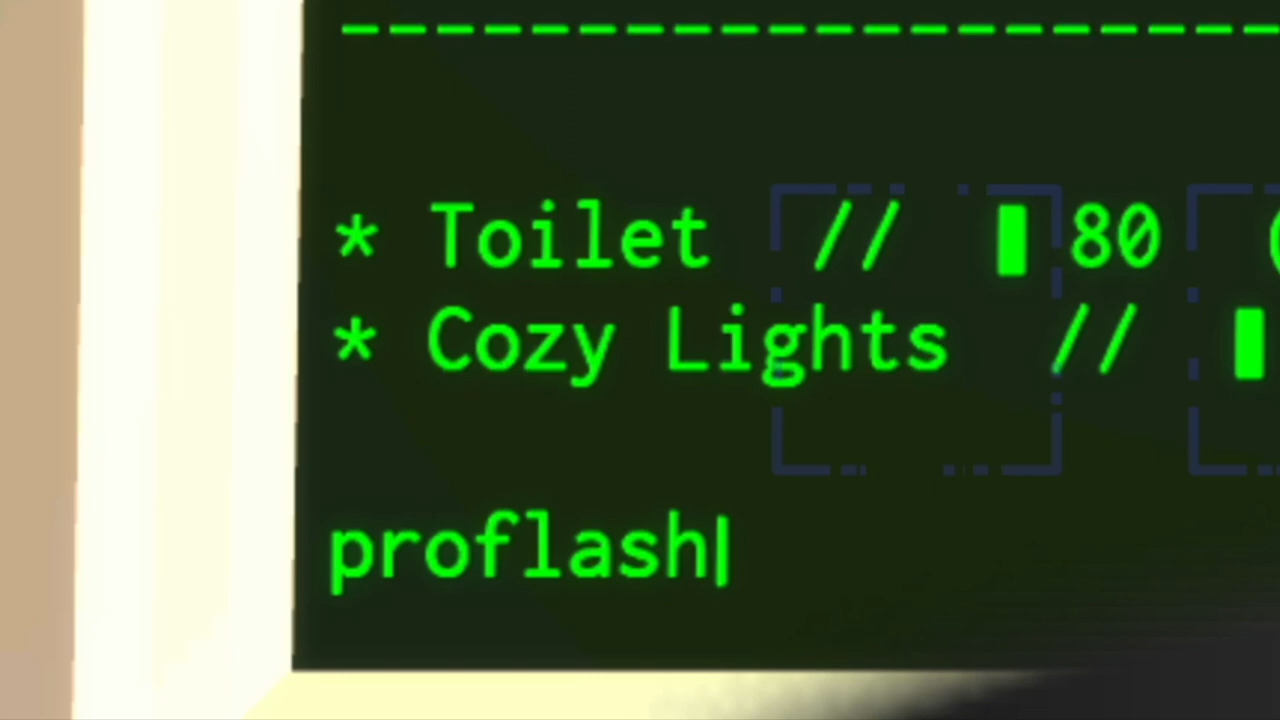 ------------------------
* Toilet // ▮80 (
* Cozy Lights // ▮
proflash